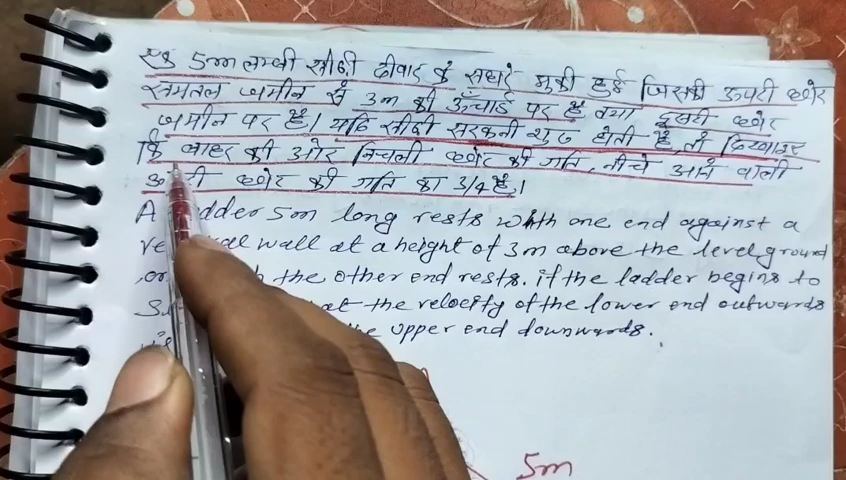 एक 5m लम्बी सीढ़ी दीवार के सहारे झुकी हुई जिसकी ऊपरी छोर
समतल जमीन से 3m की ऊँचाई पर है तथा दूसरी छोर
जमीन पर है। यदि सीढ़ी सरकनी शुरु होती है, तो दिखाइए
कि बाहर की ओर निचली छोर की गति, नीचे आने वाली
छोर की गति का 3/4 है।
A ladder 5m long rests with one end against a
wall at a height of 3m above the level ground
the other end rests. if the ladder begins to
at the velocity of the lower end outwards
the upper end downwards.
5m